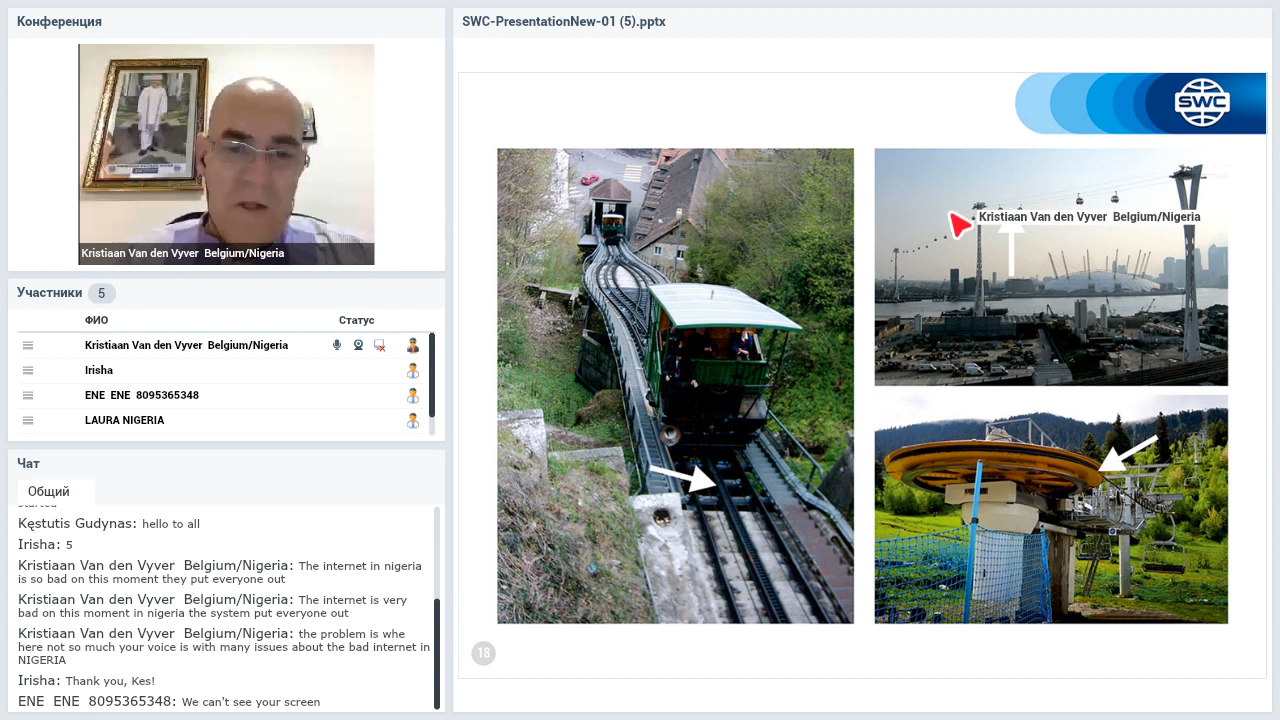 Конференция
Kristiaan Van den Vyver  Belgium/Nigeria
Участники 5
ФИО Статус
Kristiaan Van den Vyver  Belgium/Nigeria
Irisha
ENE  ENE  8095365348
LAURA NIGERIA
Чат
Общий
Kęstutis Gudynas: hello to all
Irisha: 5
Kristiaan Van den Vyver  Belgium/Nigeria: The internet in nigeria
is so bad on this moment they put everyone out
Kristiaan Van den Vyver  Belgium/Nigeria: The internet is very
bad on this moment in nigeria the system put everyone out
Kristiaan Van den Vyver  Belgium/Nigeria: the problem is whe
here not so much your voice is with many issues about the bad internet in
NIGERIA
Irisha: Thank you, Kes!
ENE  ENE  8095365348: We can't see your screen
SWC-PresentationNew-01 (5).pptx
SWC
Kristiaan Van den Vyver  Belgium/Nigeria
18